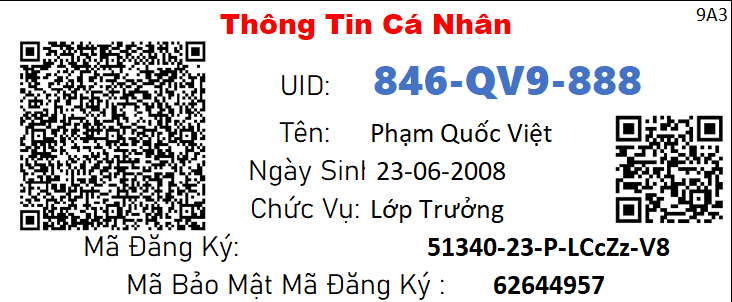 Thông Tin Cá Nhân
9A3
UID: 846-QV9-888
Tên: Phạm Quốc Việt
Ngày Sinh 23-06-2008
Chức Vụ: Lớp Trưởng
Mã Đăng Ký: 51340-23-P-LCcZz-V8
Mã Bảo Mật Mã Đăng Ký : 62644957